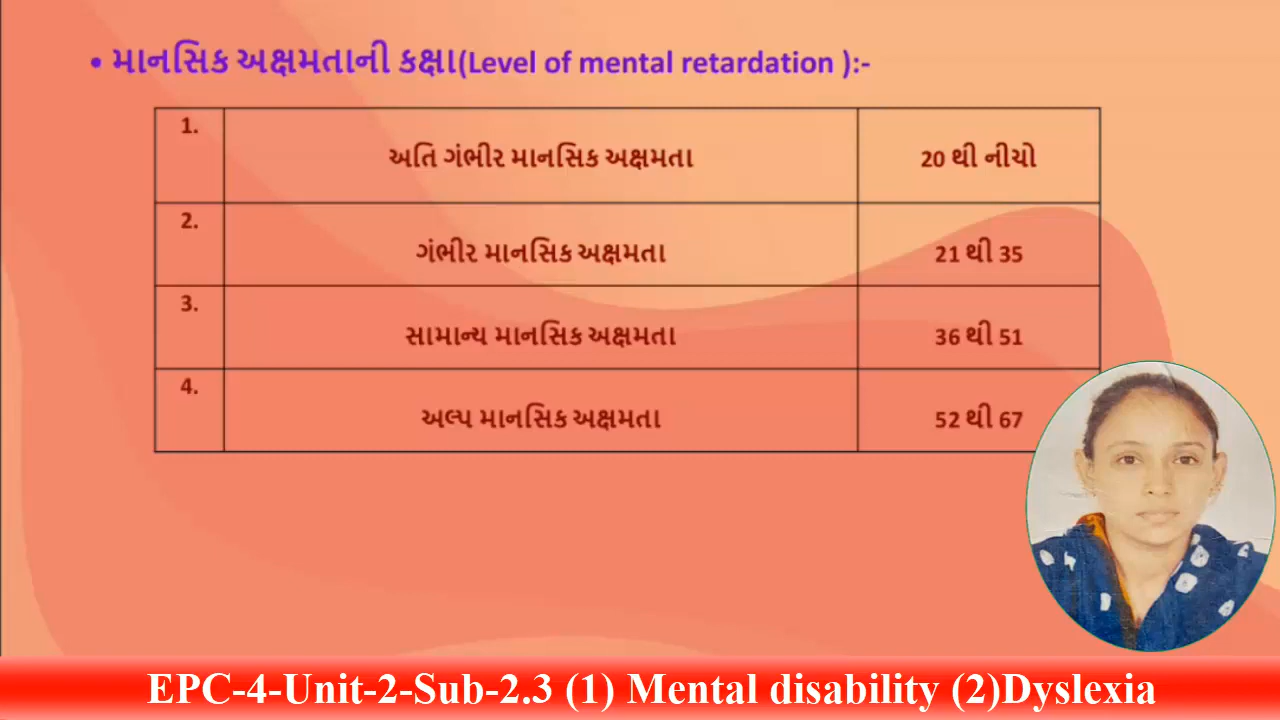 • માનસિક અક્ષમતાની કક્ષા(Level of mental retardation ):-
1. અતિ ગંભીર માનસિક અક્ષમતા 20 થી નીચો
2. ગંભીર માનસિક અક્ષમતા 21 થી 35
3. સામાન્ય માનસિક અક્ષમતા 36 થી 51
4. અલ્પ માનસિક અક્ષમતા 52 થી 67
EPC-4-Unit-2-Sub-2.3 (1) Mental disability (2)Dyslexia